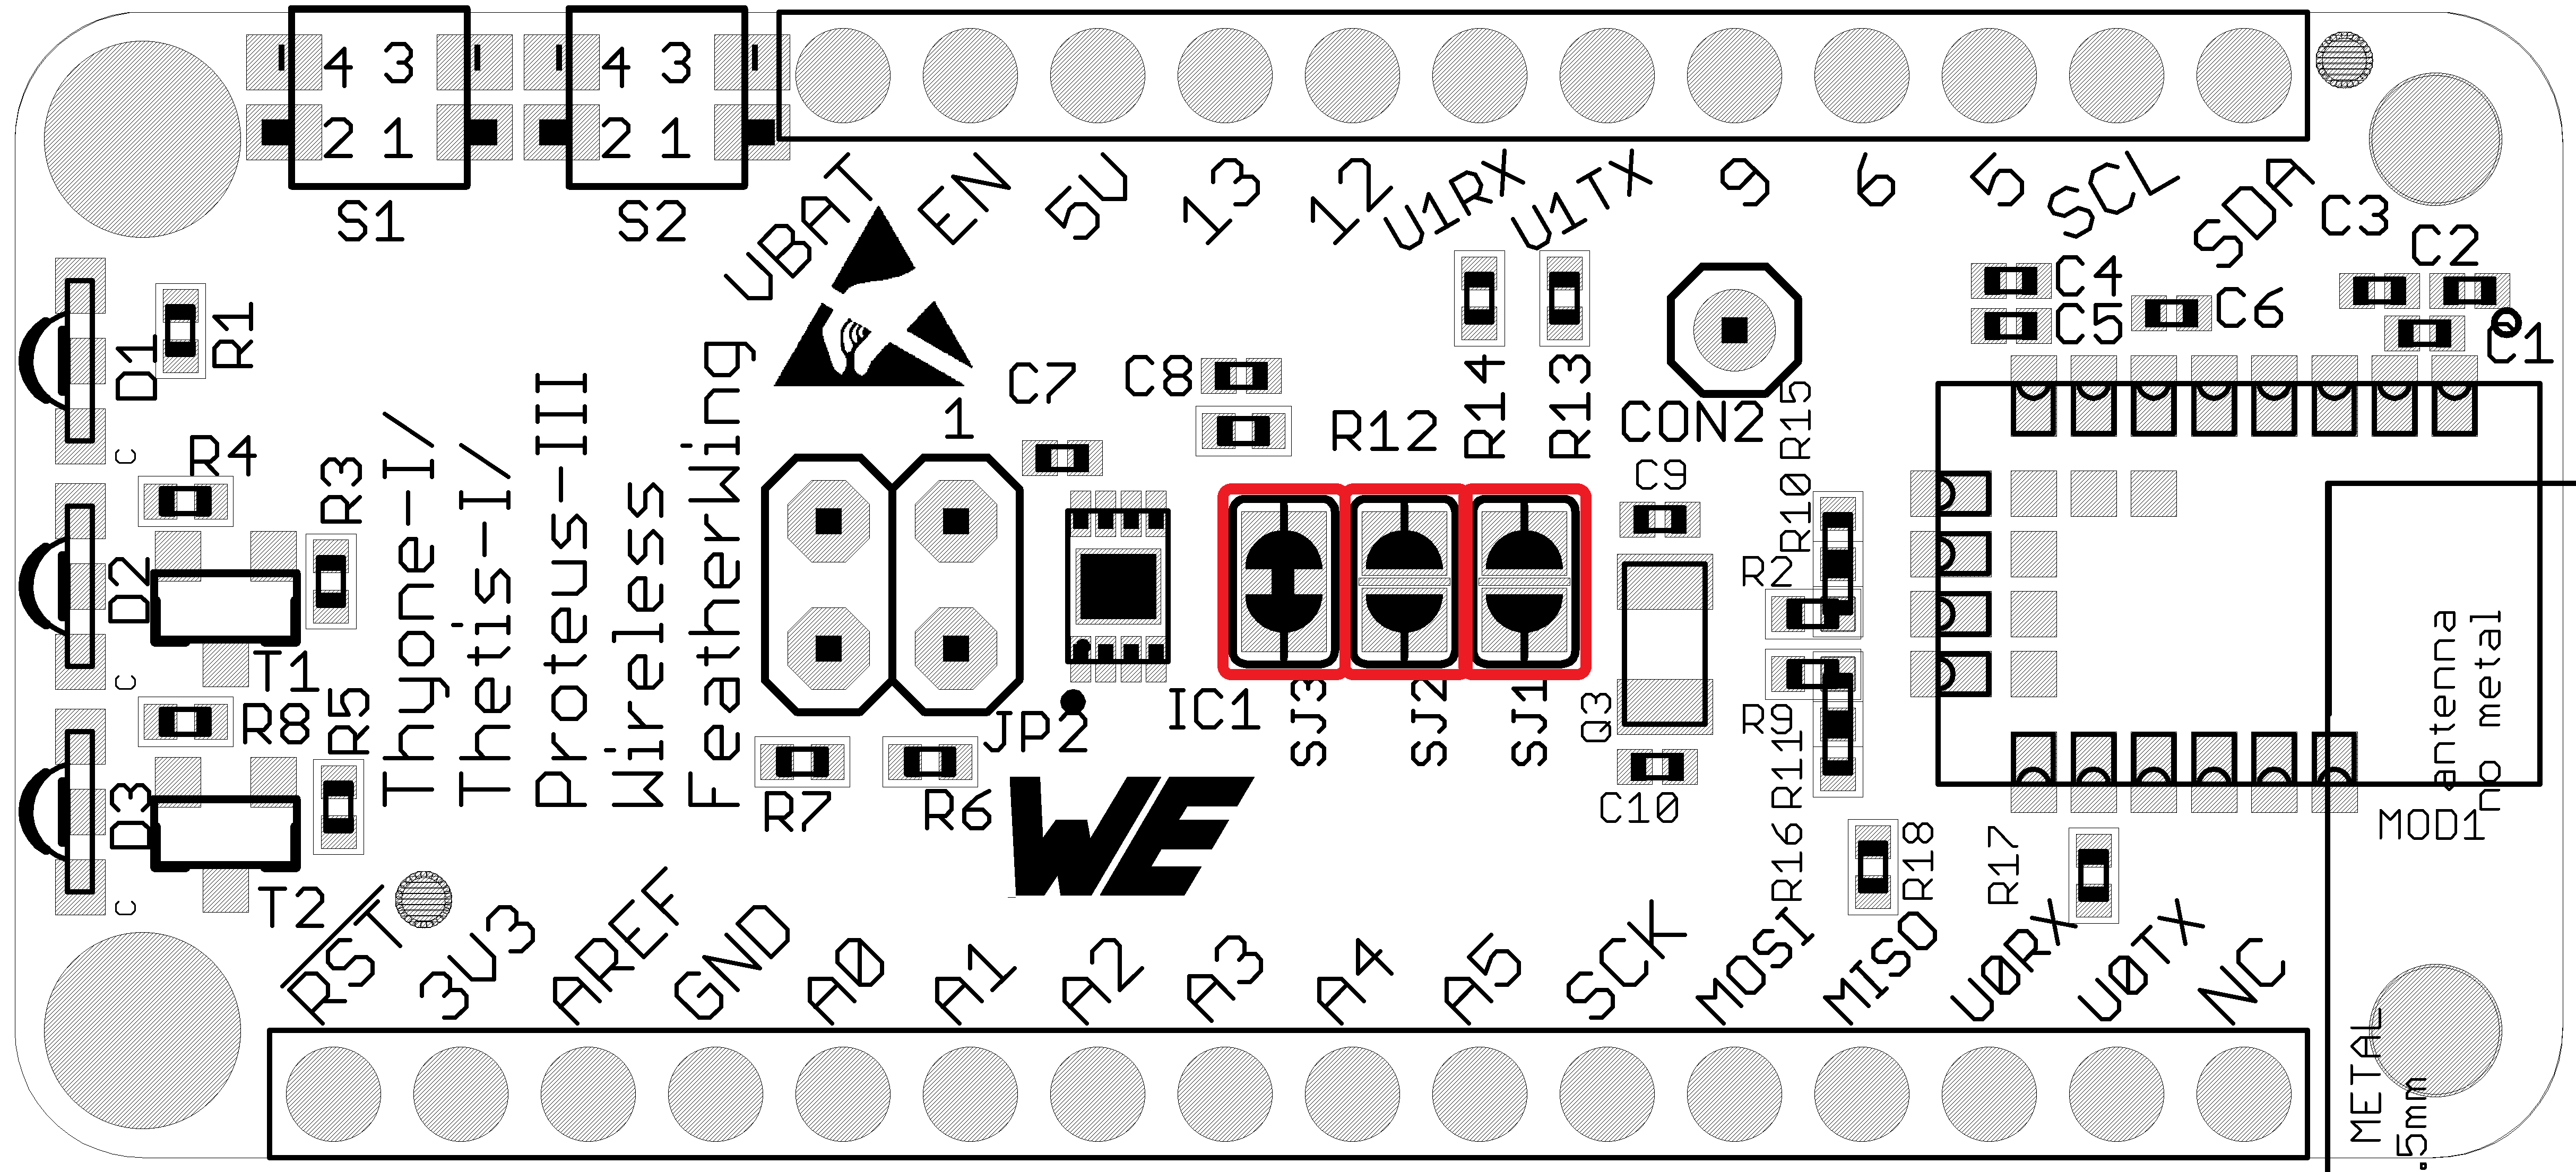 4 3
2 1
S1
4 3
2 1
S2
VBAT
EN
5V
13
12
U1RX
U1TX
9
6
5
SCL
SDA
C3
C2
C4
C5
C6
C1
D1
R1
C
R4
R3
D2
C
T1
R8
R5
D3
C
T2
Thyone-I/
Thetis-I/
Proteus-III
Wireless
FeatherWing
1
C7
C8
R12
R14
R13
CON2
R15
R10
C9
R2
R9
Q3
C10
R11
R16
JP2
IC1
SJ3
SJ2
SJ1
R7
R6
WE
R18
R17
MOD1
antenna
no metal
METAL
.5mm
RST
3V3
AREF
GND
A0
A1
A2
A3
A4
A5
SCK
MOSI
MISO
U0RX
U0TX
NC